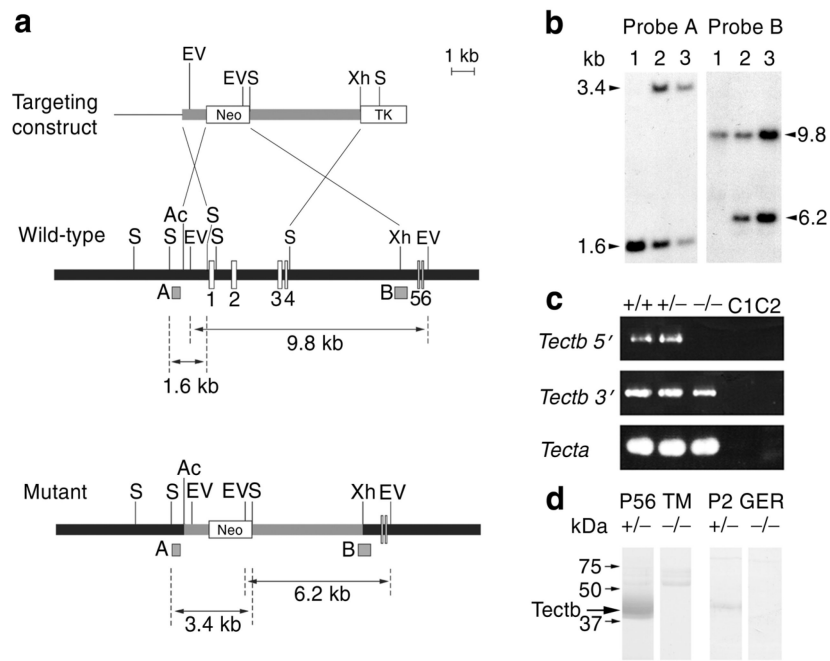 a
EV
EV S
Xh S
1 kb
Targeting construct
Neo
TK
Wild-type
S
S
Ac
EV
S
S
S
Xh
EV
A
1
2
3 4
B
5 6
9.8 kb
1.6 kb
Mutant
S
S
Ac
EV
EV S
Xh EV
Neo
A
B
6.2 kb
3.4 kb
b
Probe A Probe B
kb 1 2 3 1 2 3
3.4
9.8
6.2
1.6
c
+/+ +/− −/− C1 C2
Tectb 5′
Tectb 3′
Tecta
d
P56 TM P2 GER
kDa +/− −/− +/− −/−
75
50
Tectb
37